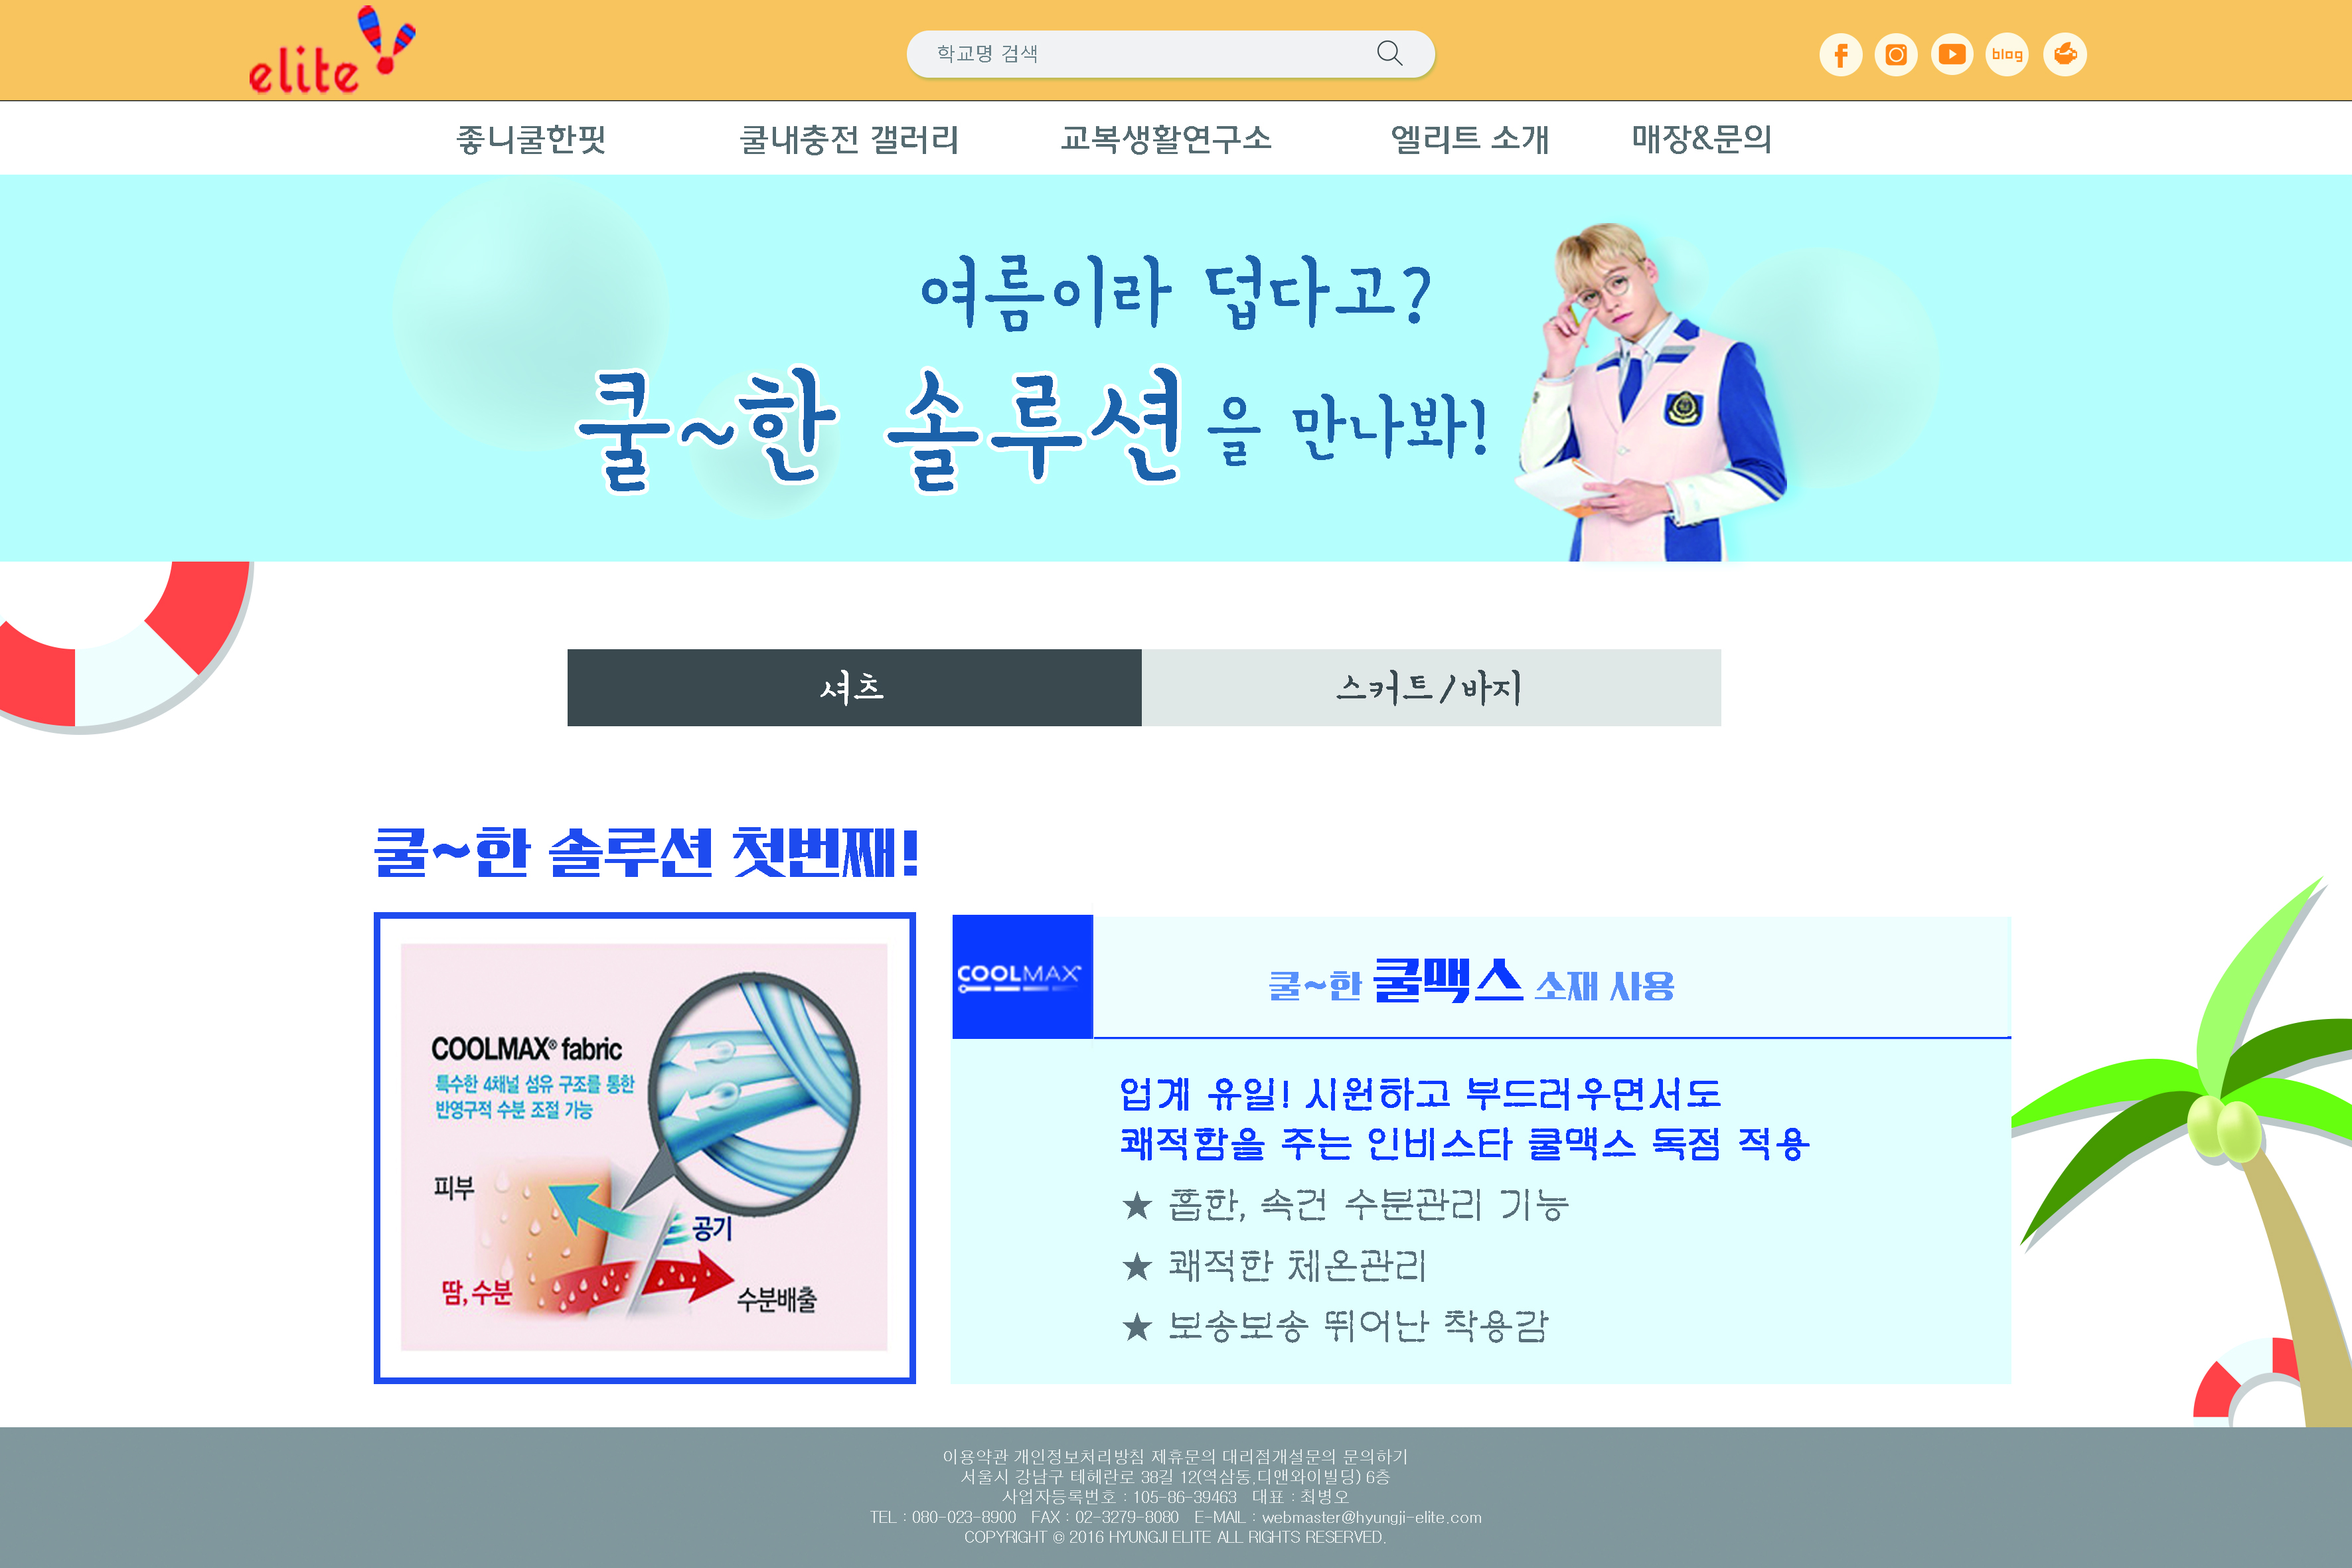 elite
학교명 검색
blog
좋니쿨한핏 쿨내충전 갤러리 교복생활연구소 엘리트 소개 매장&문의
여름이라 덥다고?
쿨~한 솔루션을 만나봐!
셔츠 스커트/바지
쿨~한 솔루션 첫번째!
COOLMAX® fabric
특수한 4채널 섬유 구조를 통한
반영구적 수분 조절 가능
피부
공기
땀, 수분
수분배출
COOLMAX™
쿨~한 쿨맥스 소재 사용
업계 유일! 시원하고 부드러우면서도
쾌적함을 주는 인비스타 쿨맥스 독점 적용
★ 흡한, 속건 수분관리 기능
★ 쾌적한 체온관리
★ 보송보송 뛰어난 착용감
이용약관 개인정보처리방침 제휴문의 대리점개설문의 문의하기
서울시 강남구 테헤란로 38길 12(역삼동,디앤와이빌딩) 6층
사업자등록번호 : 105-86-39463 대표 : 최병오
TEL : 080-023-8900 FAX : 02-3279-8080 E-MAIL : webmaster@hyungji-elite.com
COPYRIGHT © 2016 HYUNGJI ELITE ALL RIGHTS RESERVED.